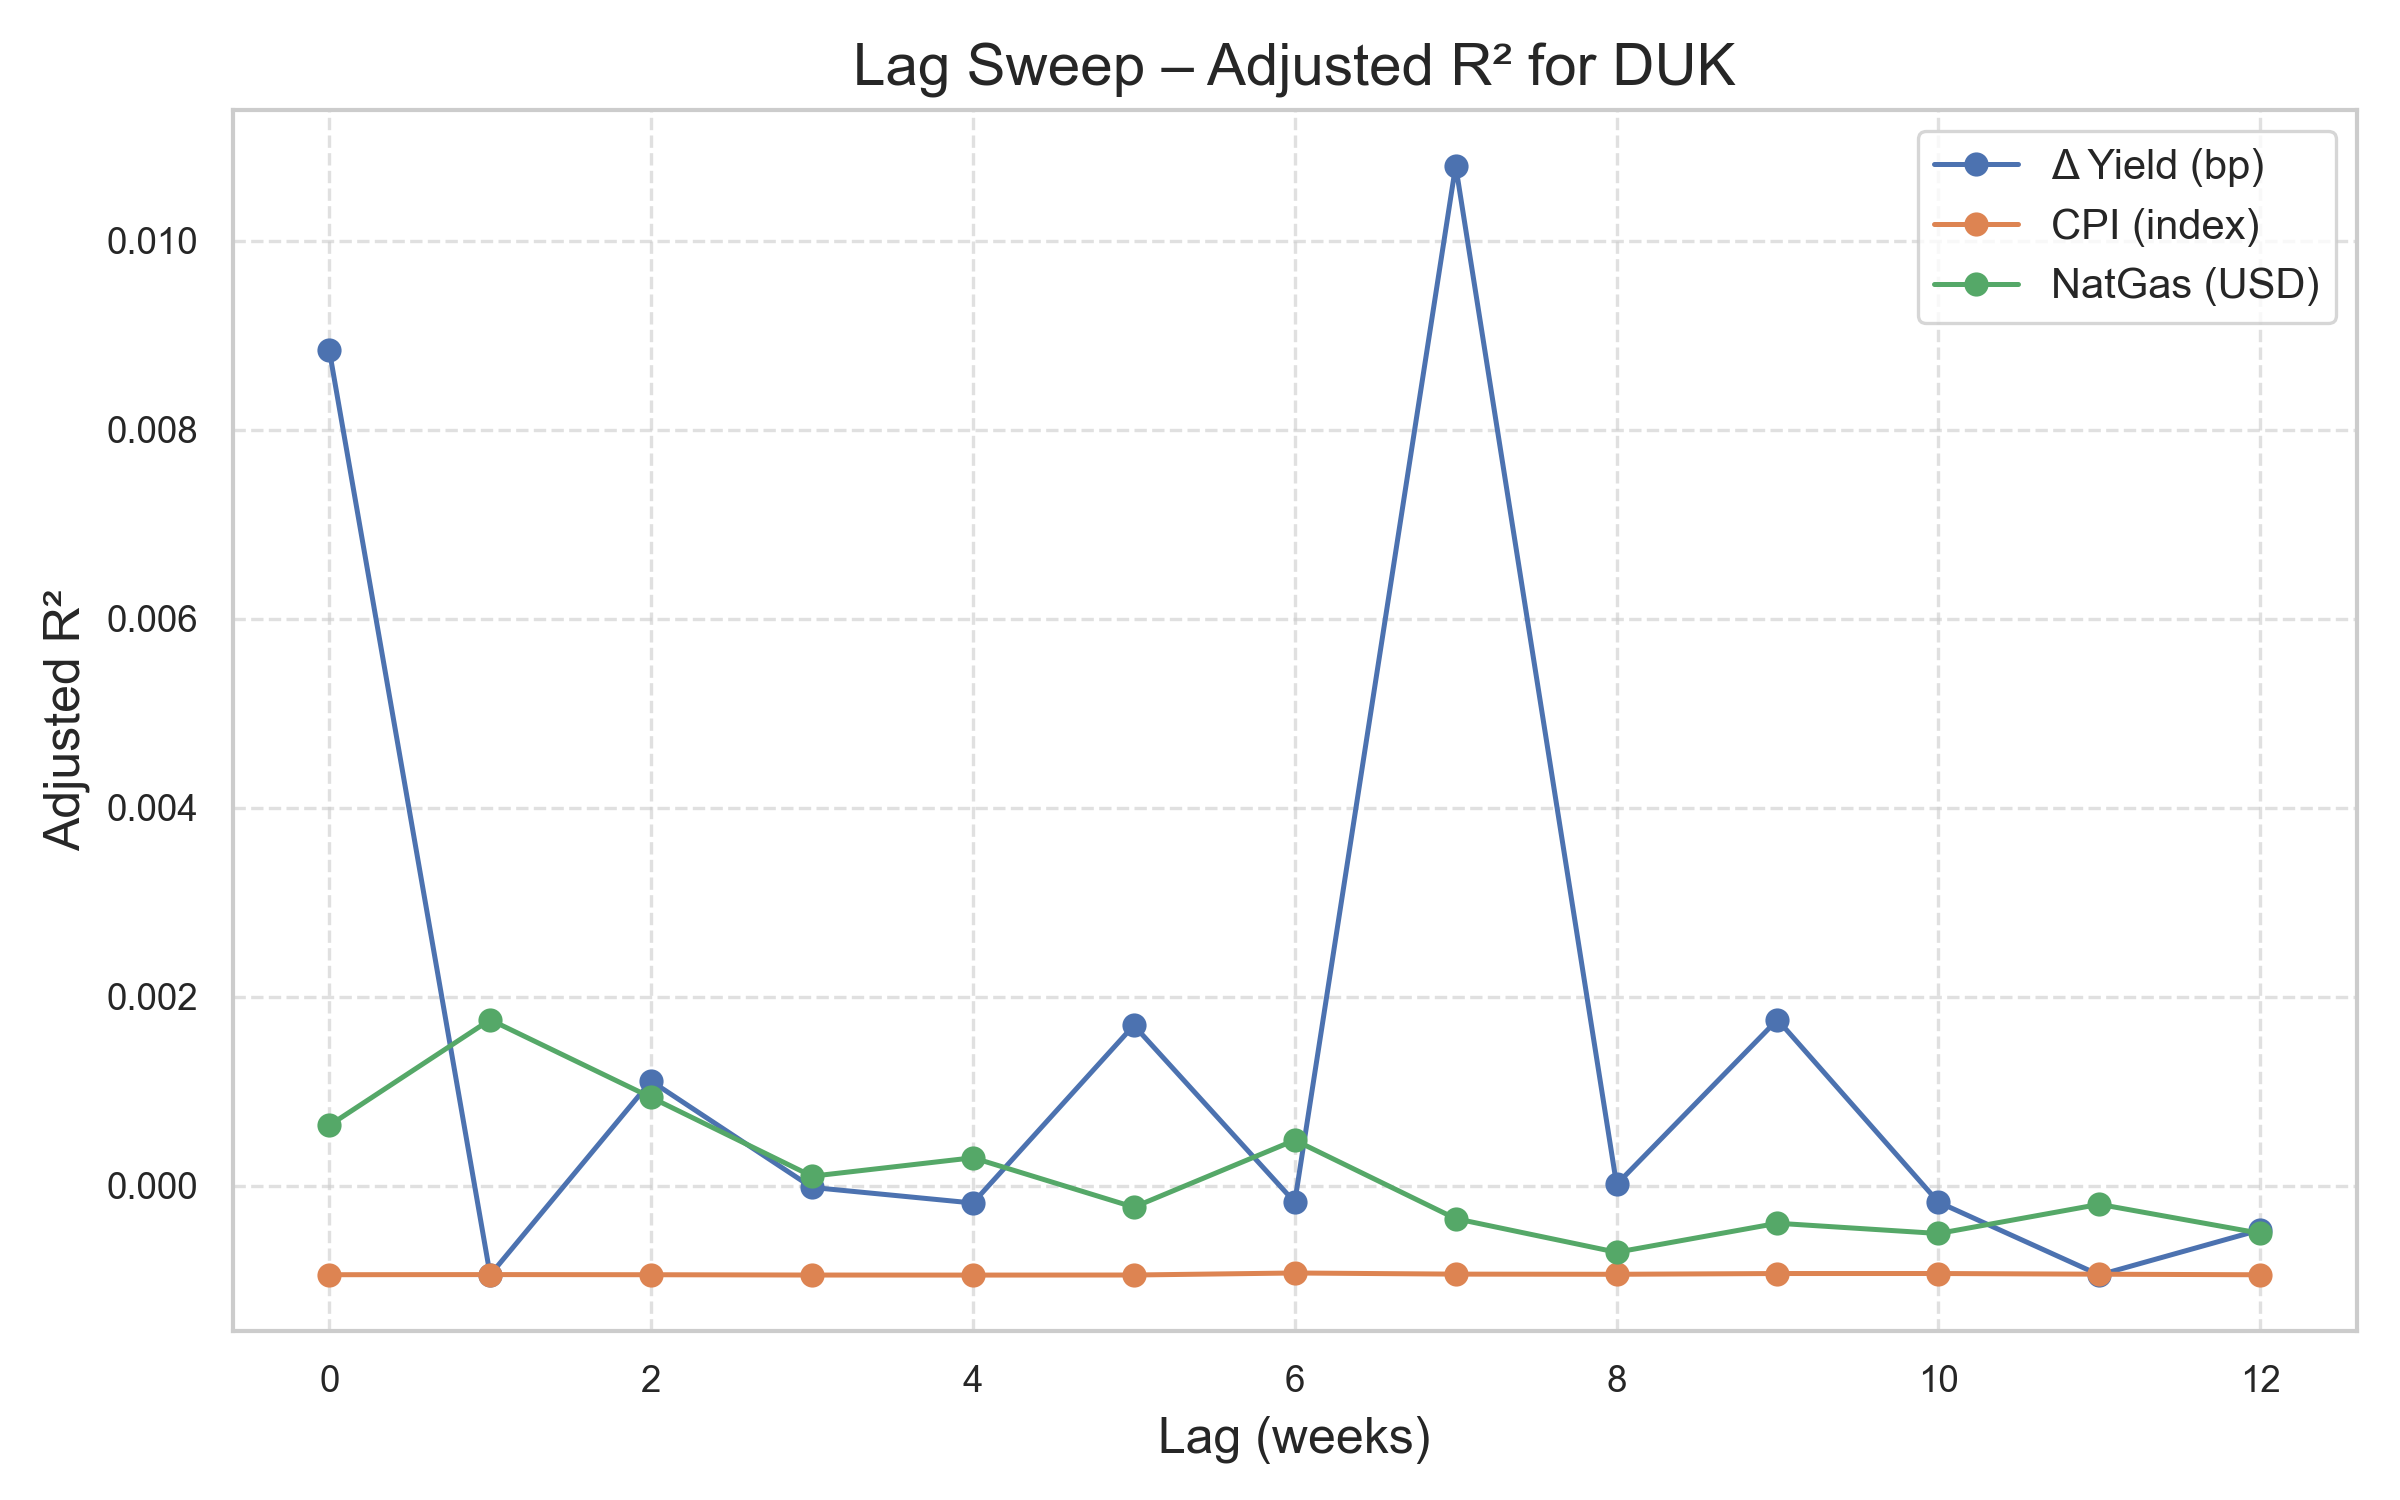 Lag Sweep – Adjusted R² for DUK
Δ Yield (bp)
CPI (index)
NatGas (USD)
Adjusted R²
0.010
0.008
0.006
0.004
0.002
0.000
0 2 4 6 8 10 12
Lag (weeks)